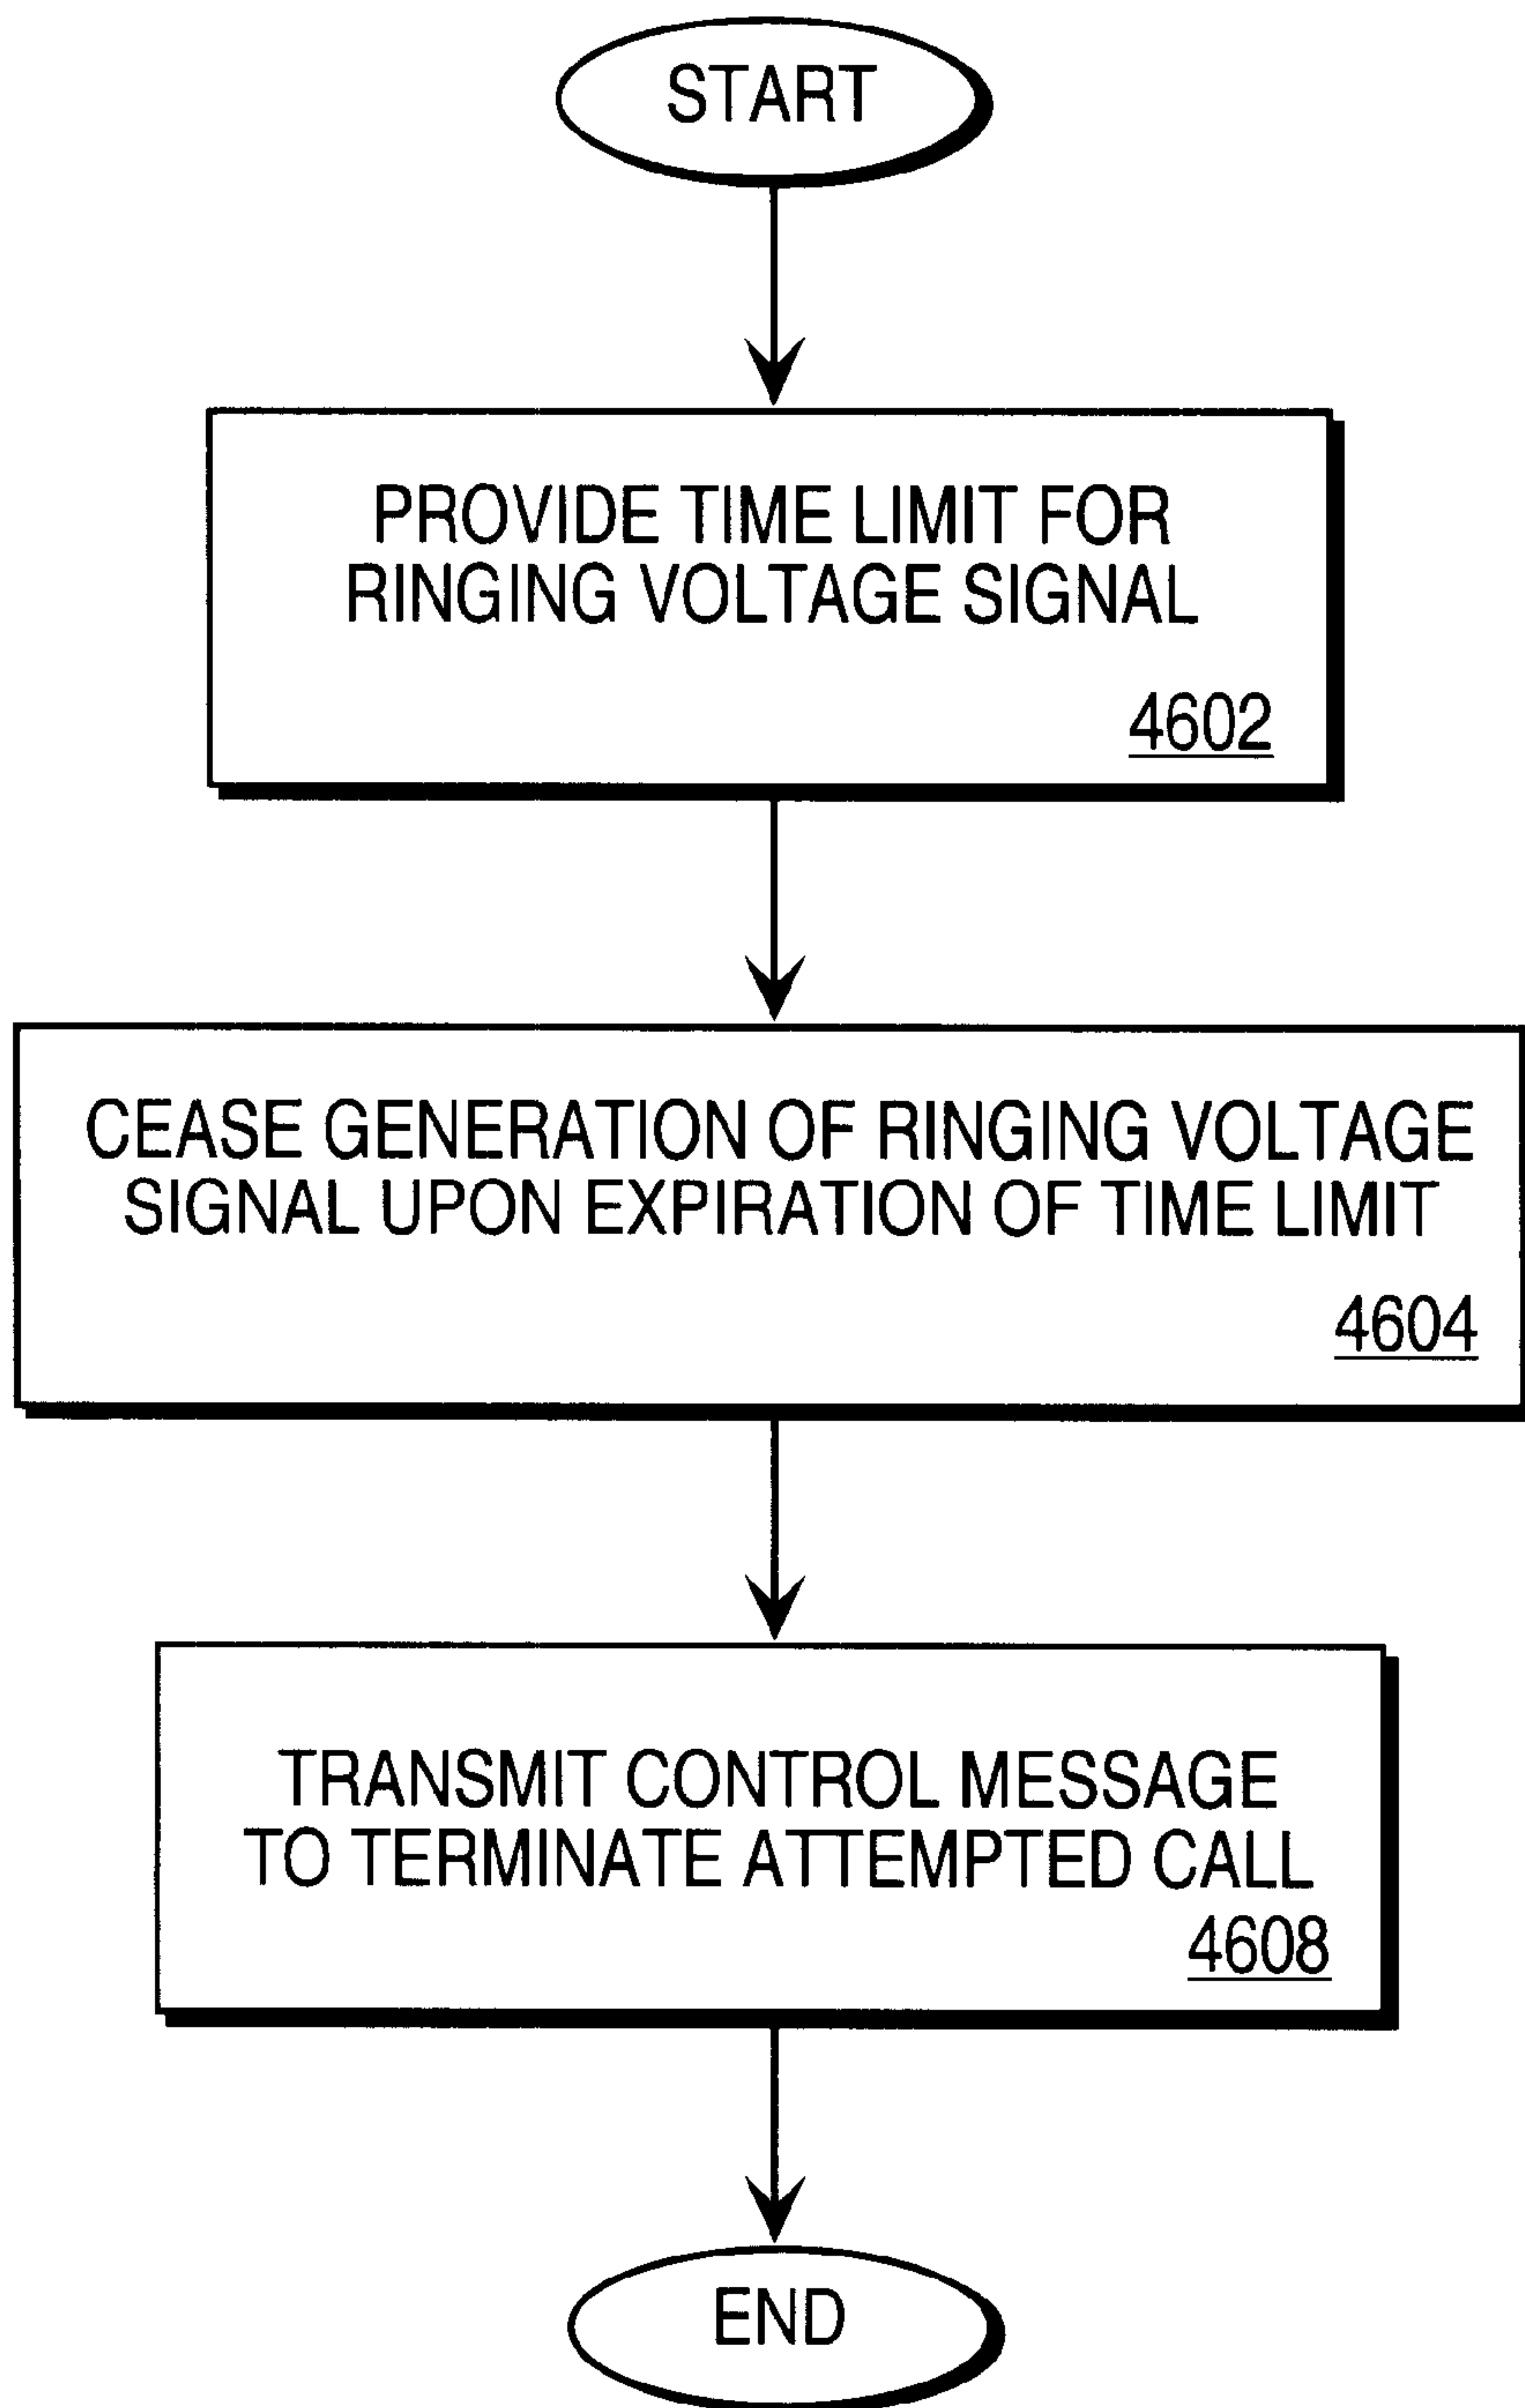 START
PROVIDE TIME LIMIT FOR
RINGING VOLTAGE SIGNAL
4602
CEASE GENERATION OF RINGING VOLTAGE
SIGNAL UPON EXPIRATION OF TIME LIMIT
4604
TRANSMIT CONTROL MESSAGE
TO TERMINATE ATTEMPTED CALL
4608
END